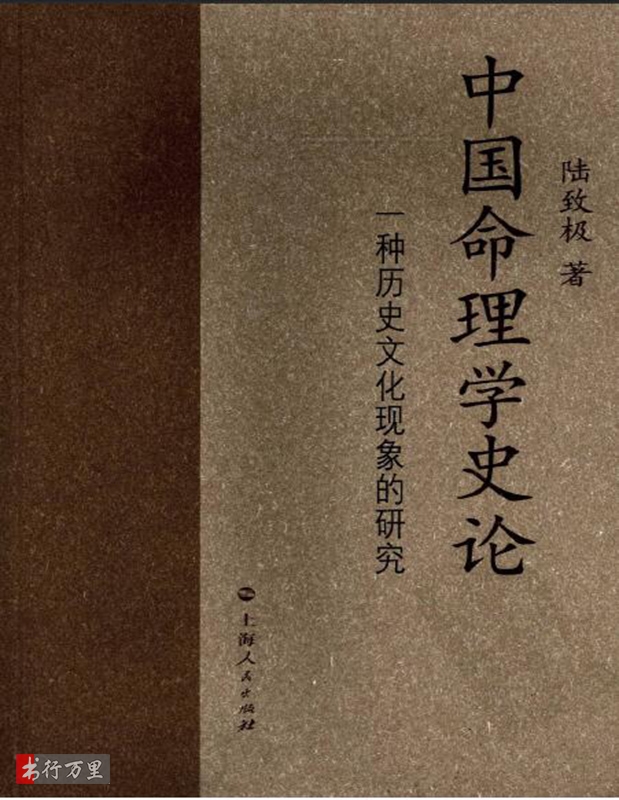 陆致极 著
中国命理学史论
一种历史文化现象的研究
上海人民出版社
书行万里